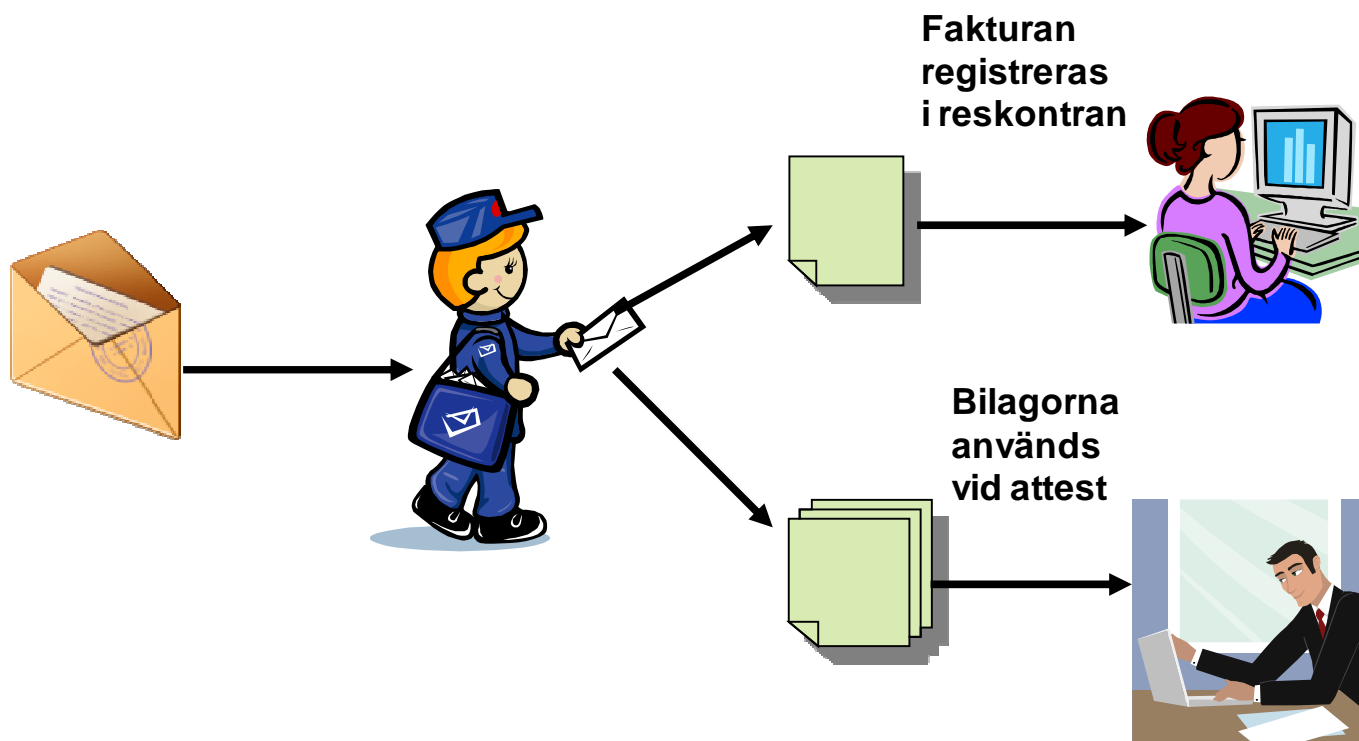 Fakturan
registreras
i reskontran
Bilagorna
används
vid attest